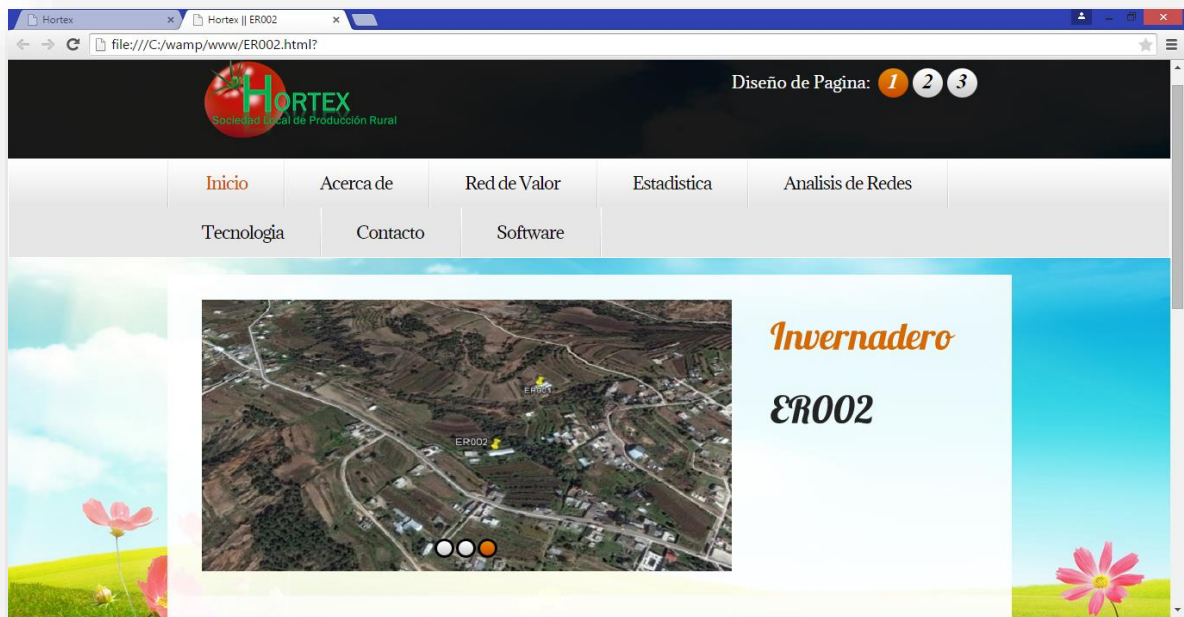 Hortex
Hortex || ER002
file:///C:/wamp/www/ER002.html?
HORTEX
Sociedad Local de Producción Rural
Diseño de Pagina: 1 2 3
Inicio Acerca de Red de Valor Estadistica Analisis de Redes
Tecnologia Contacto Software
Invernadero
ER002
ER001
ER002